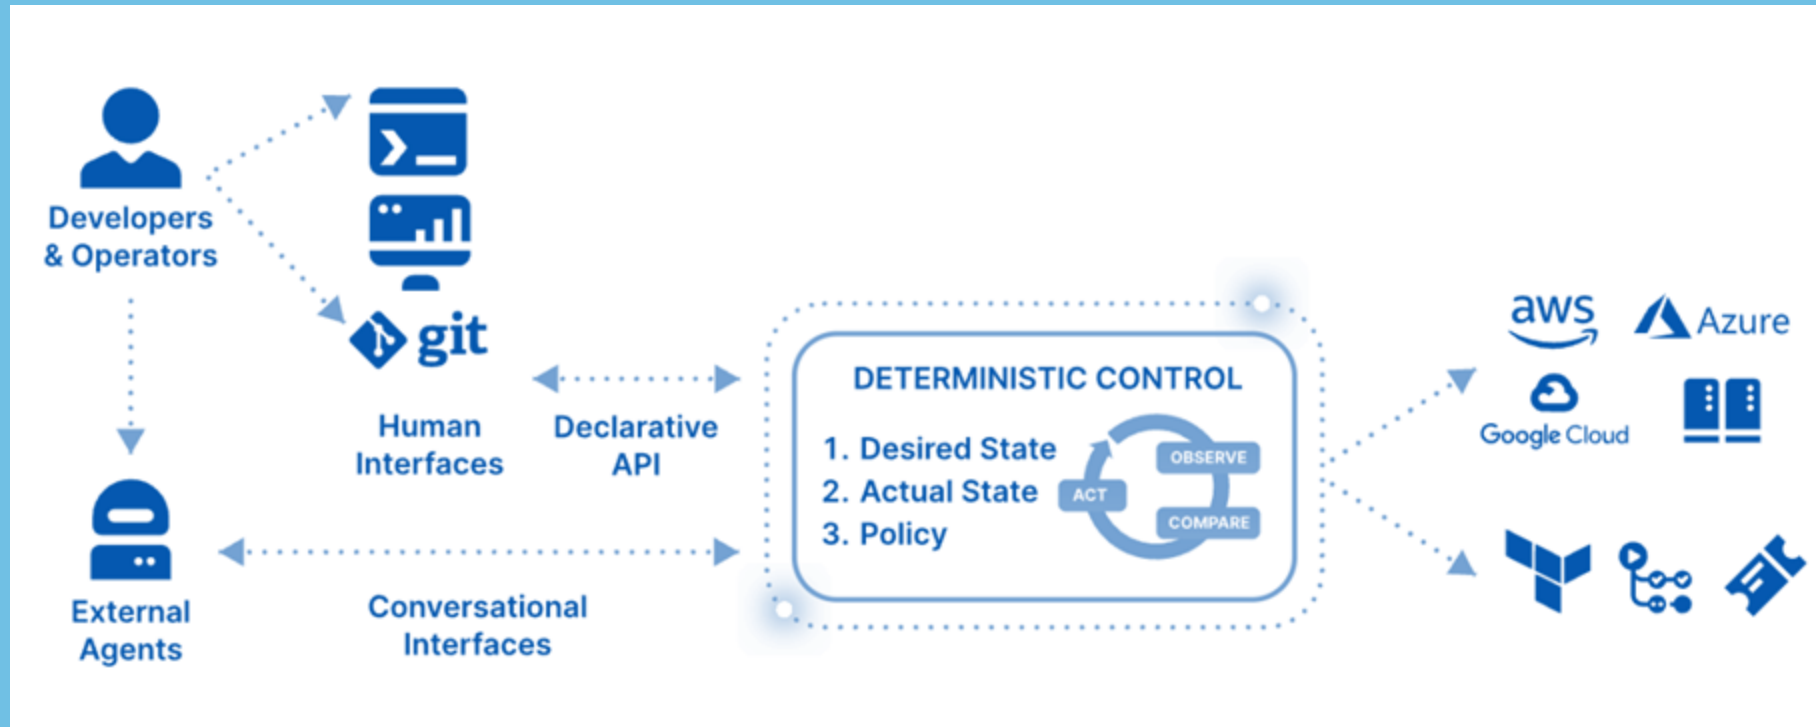 Developers
& Operators
git
Human
Interfaces
Declarative
API
External
Agents
Conversational
Interfaces
DETERMINISTIC CONTROL
1. Desired State
2. Actual State
3. Policy
OBSERVE
ACT
COMPARE
aws
Azure
Google Cloud